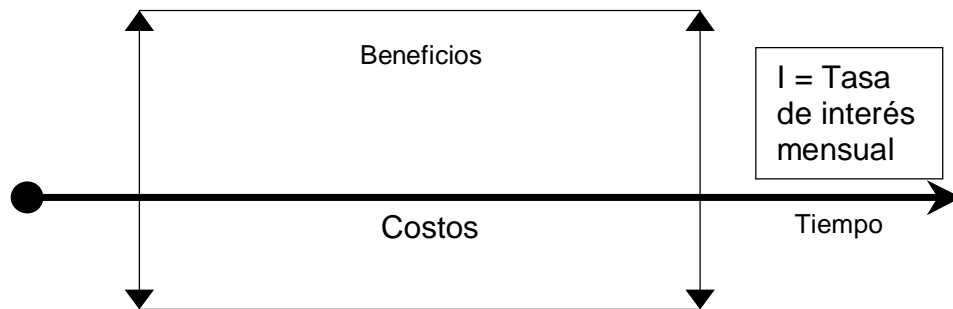 Beneficios
I = Tasa
de interés
mensual
Costos
Tiempo